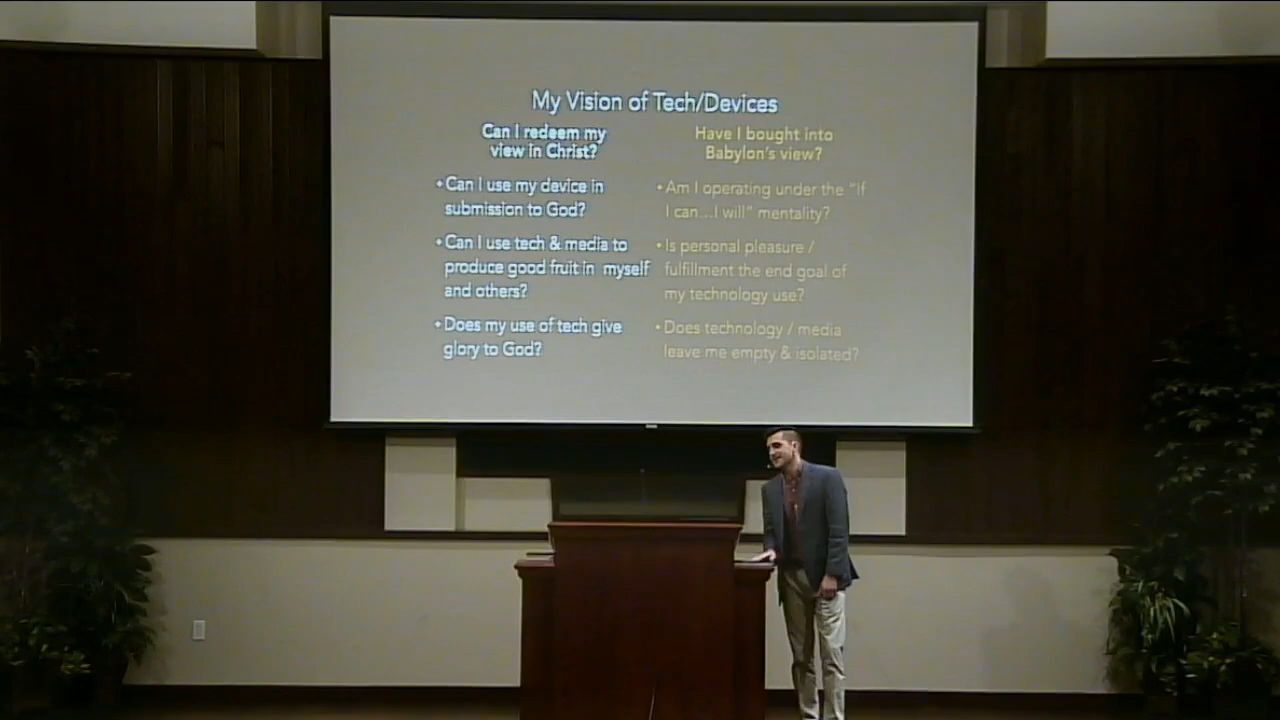 My Vision of Tech/Devices
Can I redeem my
view in Christ?
• Can I use my device in
submission to God?
• Can I use tech & media to
produce good fruit in myself
and others?
• Does my use of tech give
glory to God?
Have I bought into
Babylon's view?
• Am I operating under the "if
I can...I will" mentality?
• Is personal pleasure /
fulfillment the end goal of
my technology use?
• Does technology / media
leave me empty & isolated?